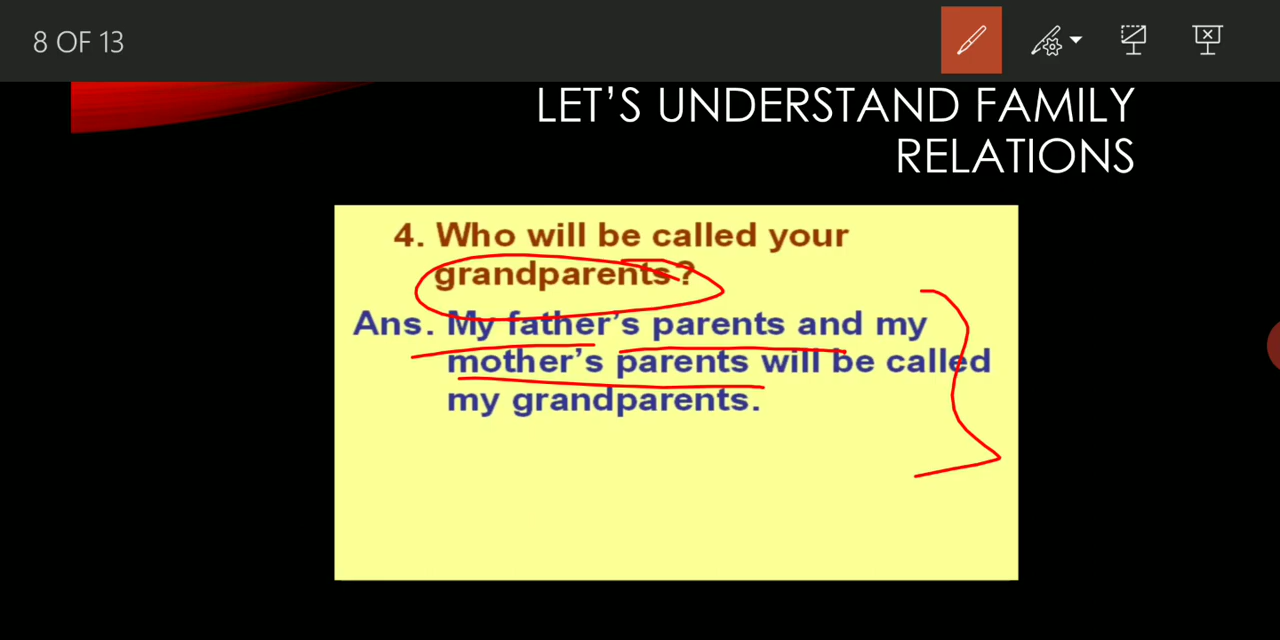 8 OF 13
LET’S UNDERSTAND FAMILY
RELATIONS
4. Who will be called your
grandparents?
Ans. My father’s parents and my
mother’s parents will be called
my grandparents.